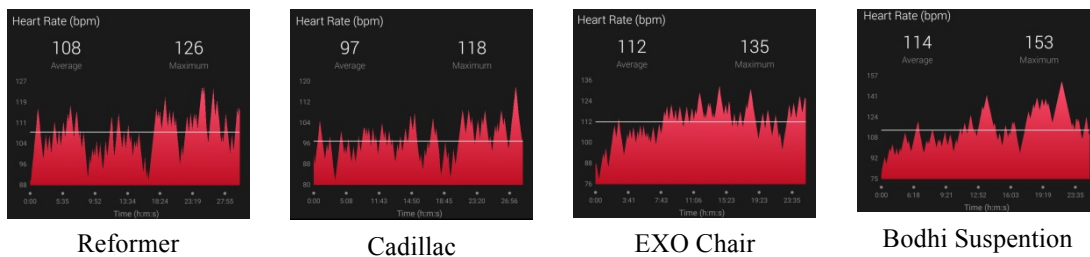 Heart Rate (bpm)
108 126
Average Maximum
127
119
111
104
96
88
0:00 5:35 9:52 13:34 18:24 23:19 27:55
Time (h:m:s)
Reformer
Heart Rate (bpm)
97 118
Average Maximum
120
112
104
96
88
80
0:00 5:08 11:43 14:50 18:45 23:20 26:56
Time (h:m:s)
Cadillac
Heart Rate (bpm)
112 135
Average Maximum
136
124
112
100
88
76
0:00 3:41 7:43 11:06 15:23 19:23 23:35
Time (h:m:s)
EXO Chair
Heart Rate (bpm)
114 153
Average Maximum
157
141
124
108
92
75
0:00 6:18 9:21 12:52 16:03 19:19 23:35
Time (h:m:s)
Bodhi Suspention